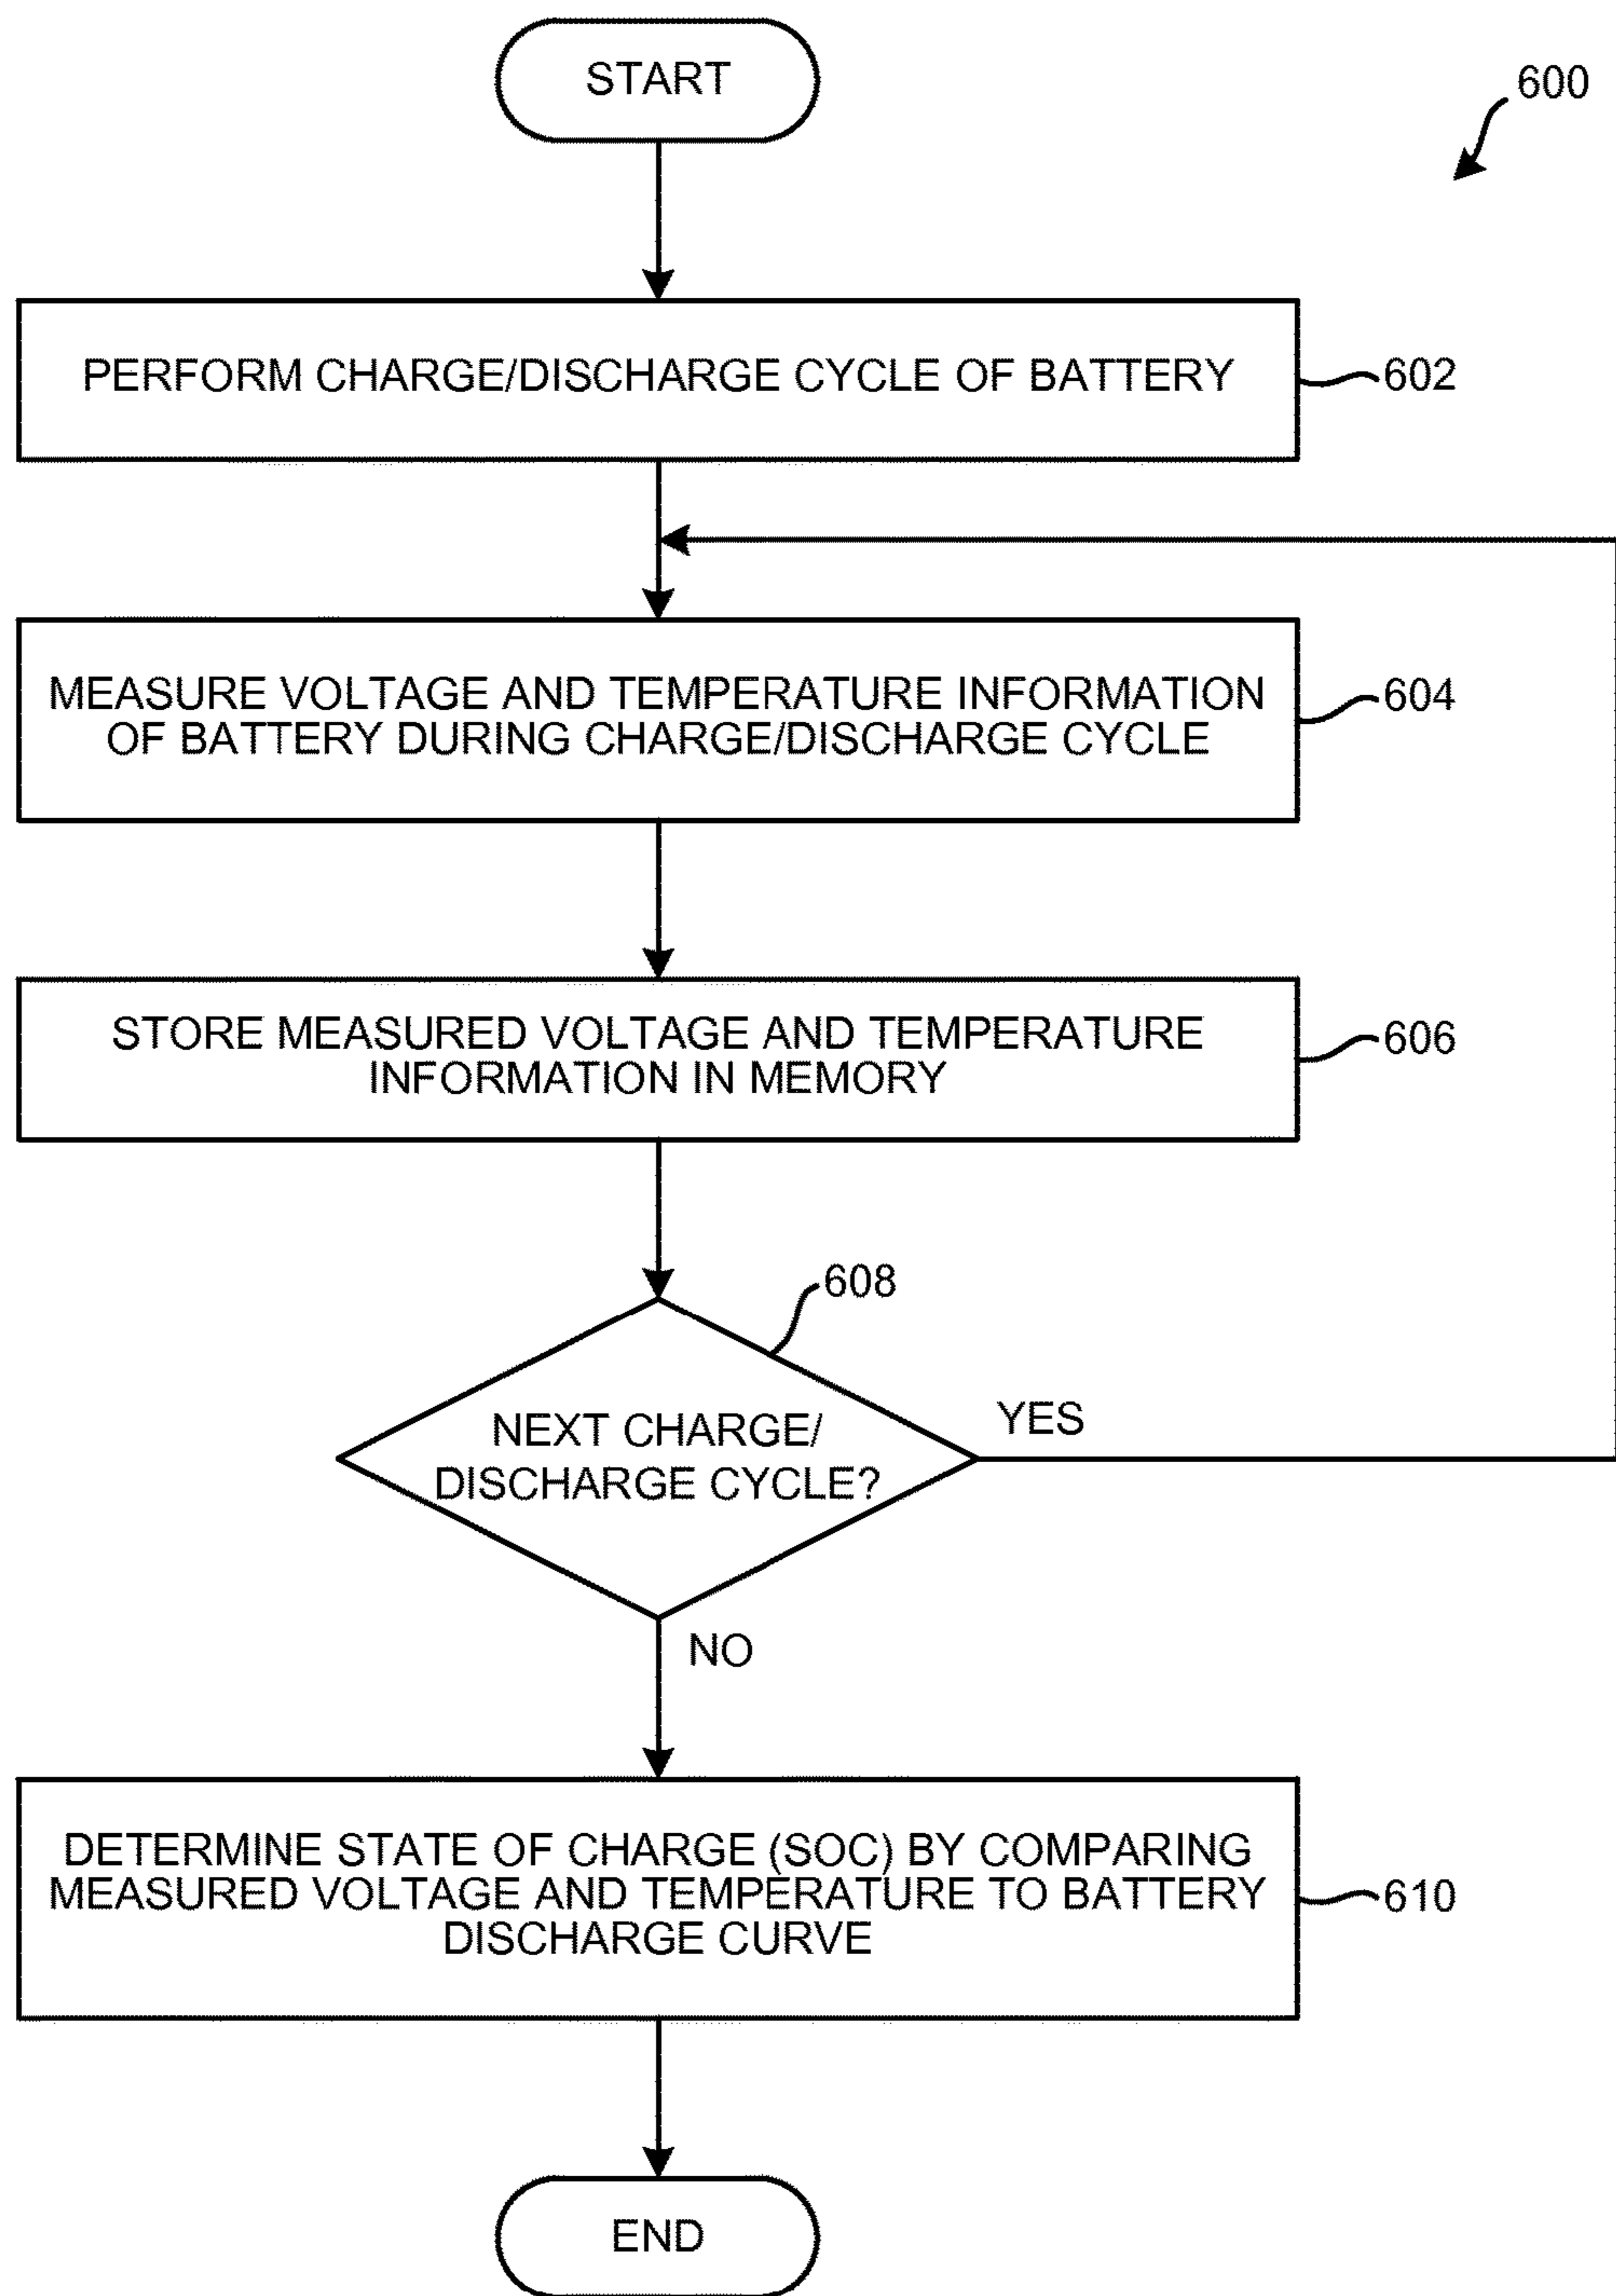 START
600
PERFORM CHARGE/DISCHARGE CYCLE OF BATTERY
602
MEASURE VOLTAGE AND TEMPERATURE INFORMATION
OF BATTERY DURING CHARGE/DISCHARGE CYCLE
604
STORE MEASURED VOLTAGE AND TEMPERATURE
INFORMATION IN MEMORY
606
608
NEXT CHARGE/
DISCHARGE CYCLE?
YES
NO
DETERMINE STATE OF CHARGE (SOC) BY COMPARING
MEASURED VOLTAGE AND TEMPERATURE TO BATTERY
DISCHARGE CURVE
610
END